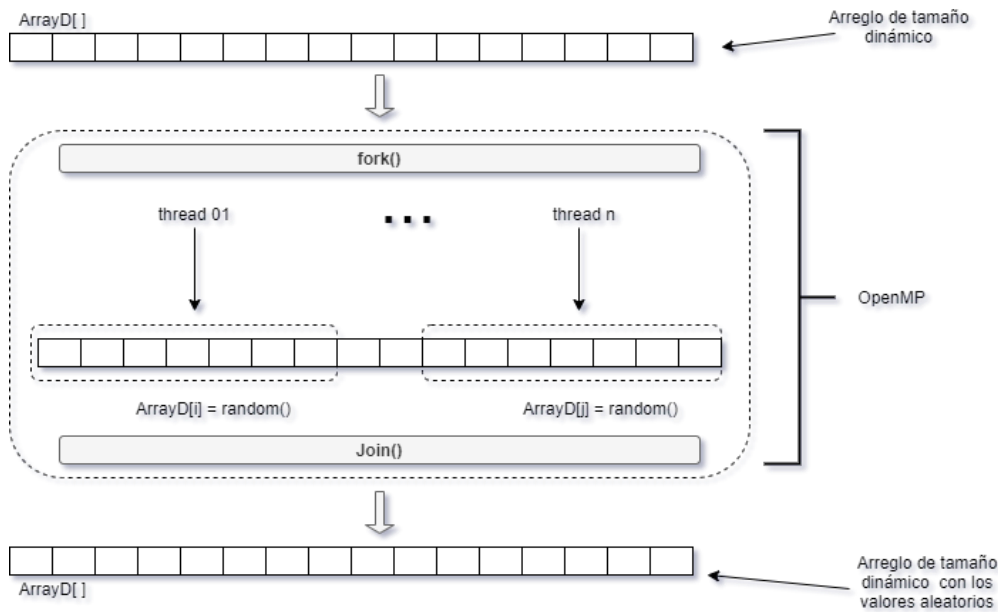 ArrayD[ ]
Arreglo de tamaño
dinámico
fork()
thread 01
...
thread n
OpenMP
ArrayD[i] = random()
ArrayD[j] = random()
Join()
ArrayD[ ]
Arreglo de tamaño
dinámico con los
valores aleatorios